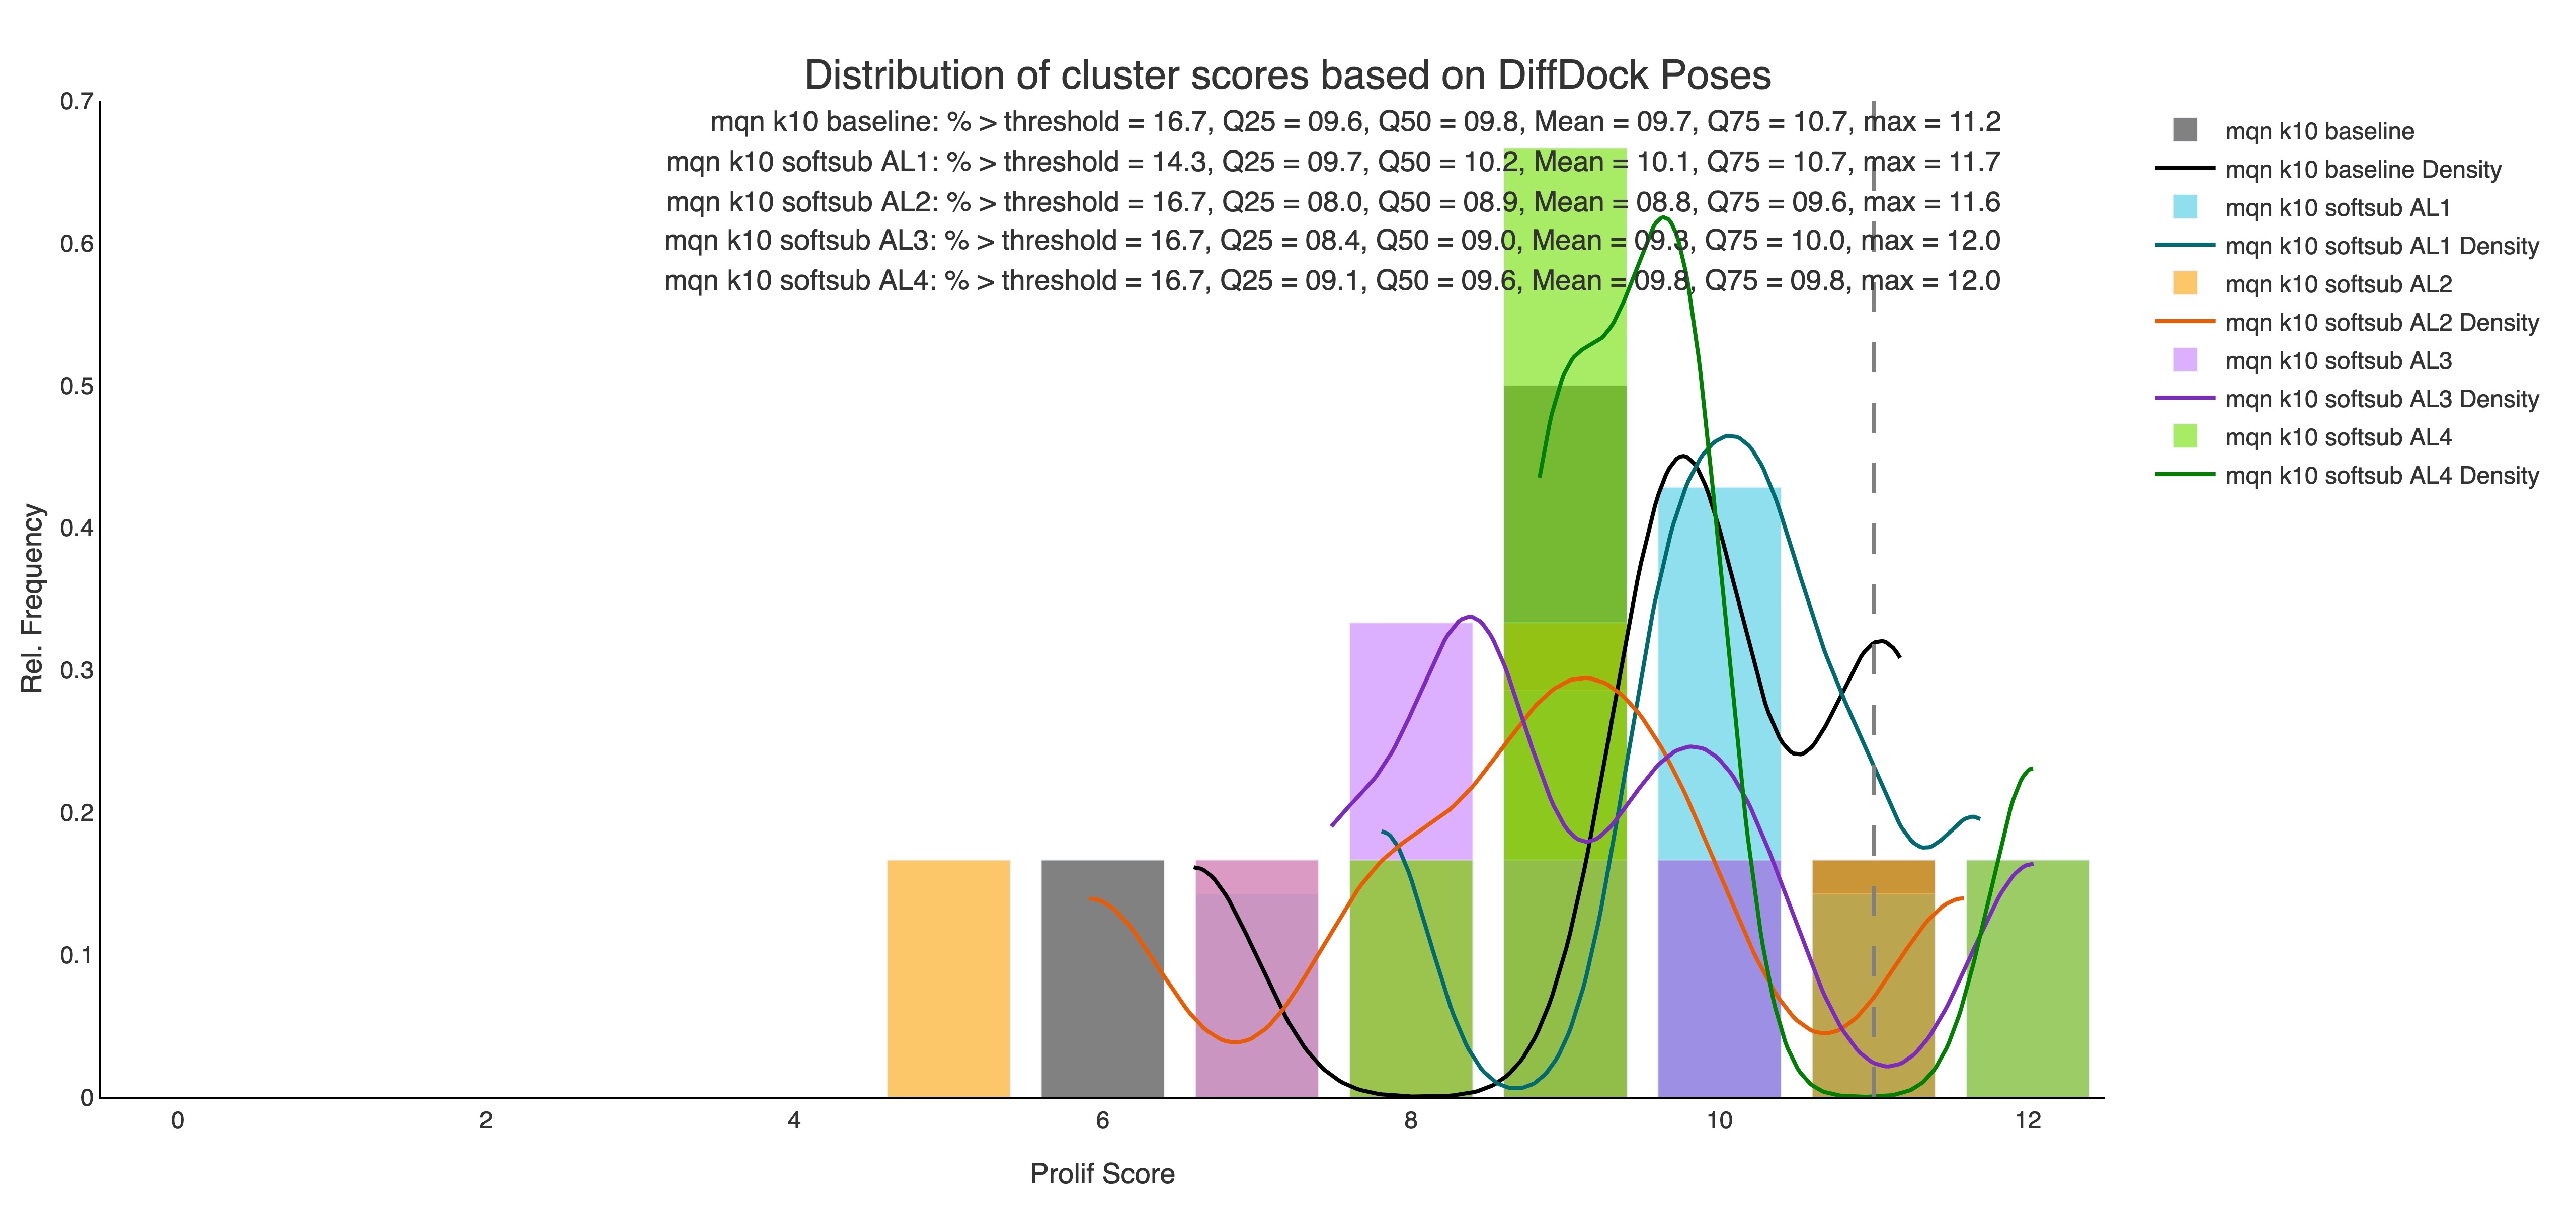 Distribution of cluster scores based on DiffDock Poses
mqn k10 baseline: % > threshold = 16.7, Q25 = 09.6, Q50 = 09.8, Mean = 09.7, Q75 = 10.7, max = 11.2
mqn k10 softsub AL1: % > threshold = 14.3, Q25 = 09.7, Q50 = 10.2, Mean = 10.1, Q75 = 10.7, max = 11.7
mqn k10 softsub AL2: % > threshold = 16.7, Q25 = 08.0, Q50 = 08.9, Mean = 08.8, Q75 = 09.6, max = 11.6
mqn k10 softsub AL3: % > threshold = 16.7, Q25 = 08.4, Q50 = 09.0, Mean = 09.3, Q75 = 10.0, max = 12.0
mqn k10 softsub AL4: % > threshold = 16.7, Q25 = 09.1, Q50 = 09.6, Mean = 09.8, Q75 = 09.8, max = 12.0
mqn k10 baseline
mqn k10 baseline Density
mqn k10 softsub AL1
mqn k10 softsub AL1 Density
mqn k10 softsub AL2
mqn k10 softsub AL2 Density
mqn k10 softsub AL3
mqn k10 softsub AL3 Density
mqn k10 softsub AL4
mqn k10 softsub AL4 Density
Rel. Frequency
0.7
0.6
0.5
0.4
0.3
0.2
0.1
0
0 2 4 6 8 10 12
Prolif Score